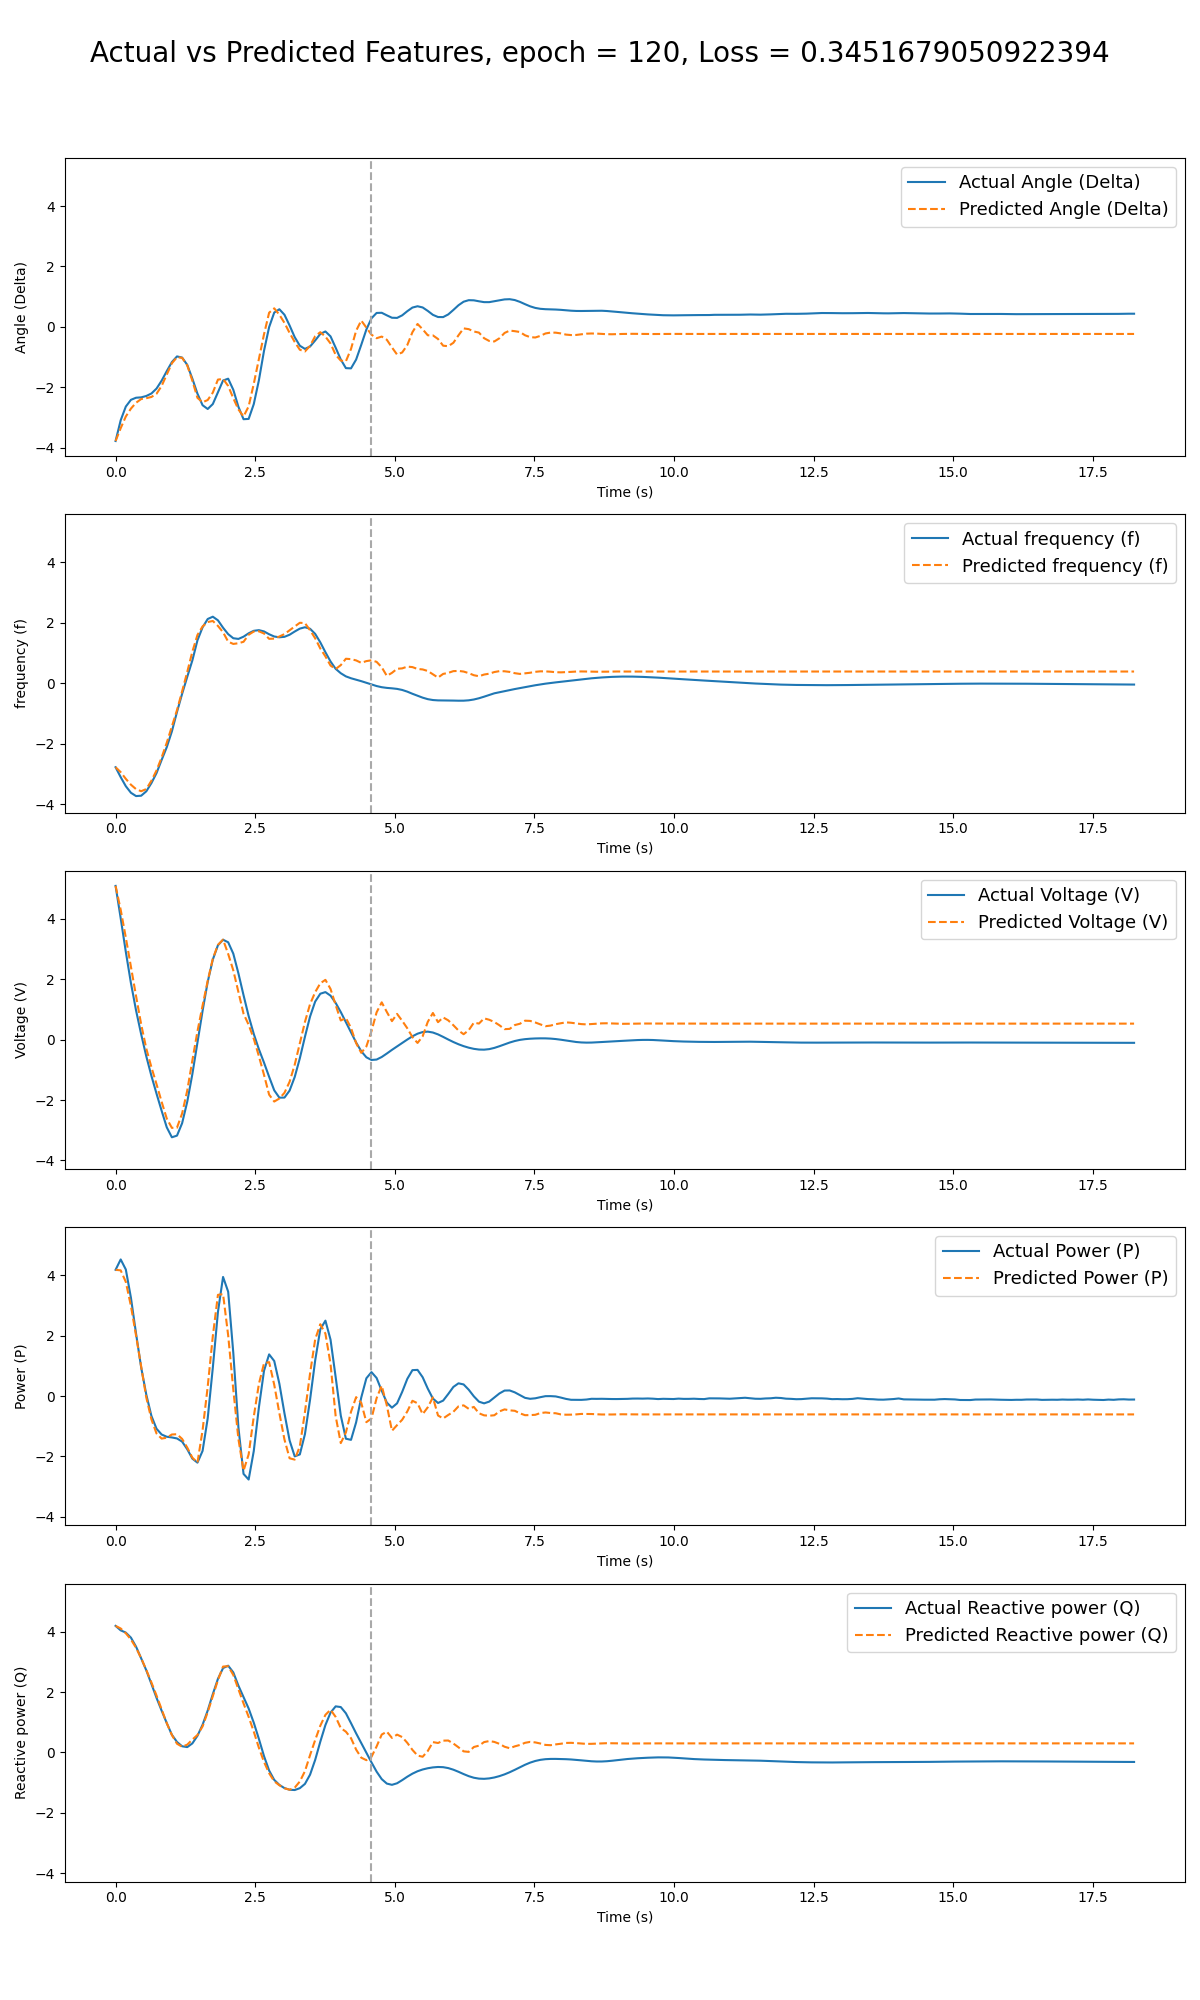 Actual vs Predicted Features, epoch = 120, Loss = 0.3451679050922394
Actual Angle (Delta)
Predicted Angle (Delta)
Angle (Delta)
4
2
0
−2
−4
0.0 2.5 5.0 7.5 10.0 12.5 15.0 17.5
Time (s)
Actual frequency (f)
Predicted frequency (f)
frequency (f)
4
2
0
−2
−4
0.0 2.5 5.0 7.5 10.0 12.5 15.0 17.5
Time (s)
Actual Voltage (V)
Predicted Voltage (V)
Voltage (V)
4
2
0
−2
−4
0.0 2.5 5.0 7.5 10.0 12.5 15.0 17.5
Time (s)
Actual Power (P)
Predicted Power (P)
Power (P)
4
2
0
−2
−4
0.0 2.5 5.0 7.5 10.0 12.5 15.0 17.5
Time (s)
Actual Reactive power (Q)
Predicted Reactive power (Q)
Reactive power (Q)
4
2
0
−2
−4
0.0 2.5 5.0 7.5 10.0 12.5 15.0 17.5
Time (s)